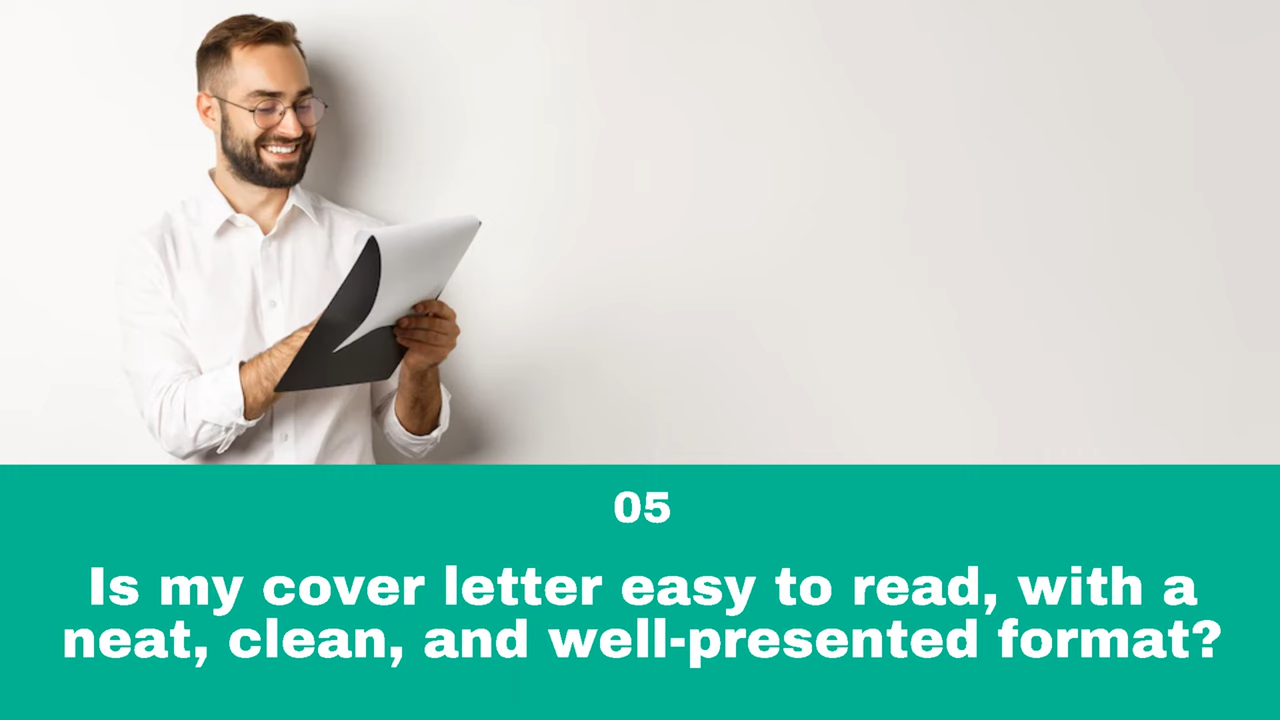 05
Is my cover letter easy to read, with a
neat, clean, and well-presented format?